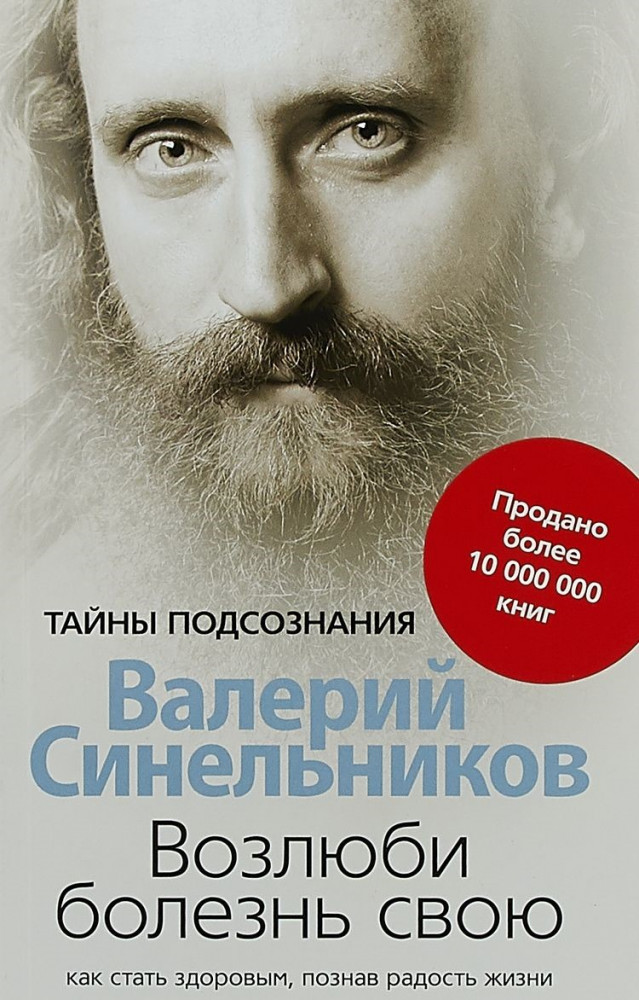 Продано
более
10 000 000
книг
ТАЙНЫ ПОДСОЗНАНИЯ
Валерий
Синельников
Возлюби
болезнь свою
как стать здоровым, познав радость жизни